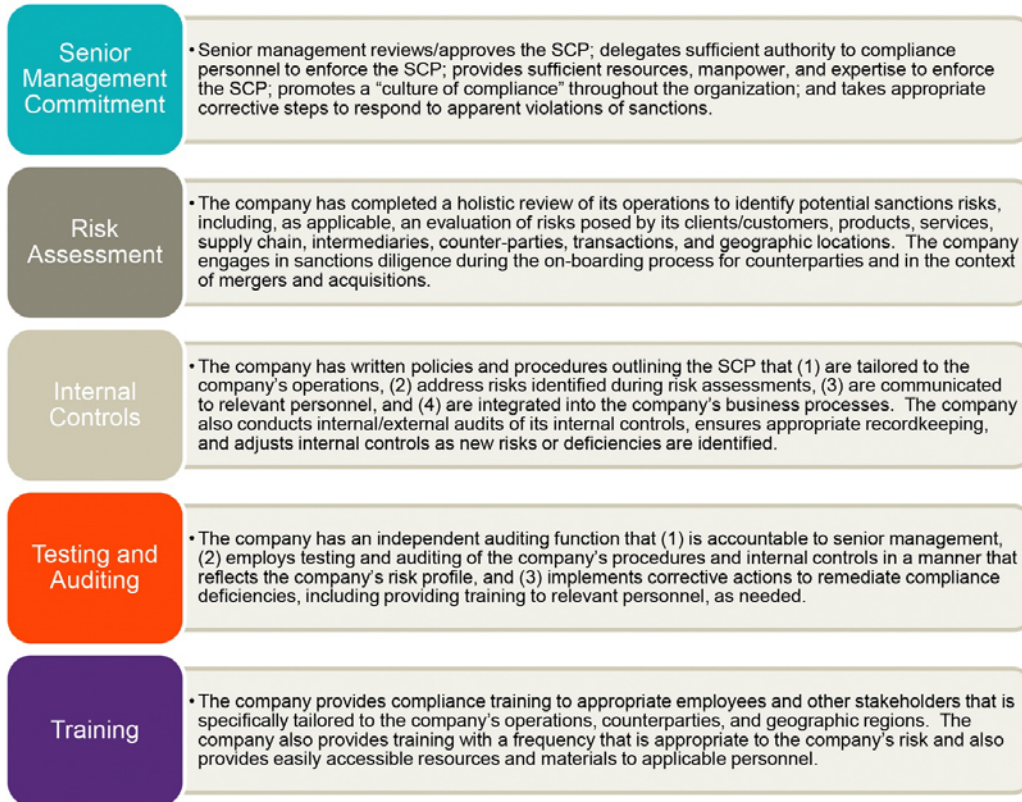 Senior
Management
Commitment
• Senior management reviews/approves the SCP; delegates sufficient authority to compliance
personnel to enforce the SCP; provides sufficient resources, manpower, and expertise to enforce
the SCP; promotes a “culture of compliance” throughout the organization; and takes appropriate
corrective steps to respond to apparent violations of sanctions.
Risk
Assessment
• The company has completed a holistic review of its operations to identify potential sanctions risks,
including, as applicable, an evaluation of risks posed by its clients/customers, products, services,
supply chain, intermediaries, counter-parties, transactions, and geographic locations.  The company
engages in sanctions diligence during the on-boarding process for counterparties and in the context
of mergers and acquisitions.
Internal
Controls
• The company has written policies and procedures outlining the SCP that (1) are tailored to the
company’s operations, (2) address risks identified during risk assessments, (3) are communicated
to relevant personnel, and (4) are integrated into the company’s business processes.  The company
also conducts internal/external audits of its internal controls, ensures appropriate recordkeeping,
and adjusts internal controls as new risks or deficiencies are identified.
Testing and
Auditing
• The company has an independent auditing function that (1) is accountable to senior management,
(2) employs testing and auditing of the company’s procedures and internal controls in a manner that
reflects the company’s risk profile, and (3) implements corrective actions to remediate compliance
deficiencies, including providing training to relevant personnel, as needed.
Training
• The company provides compliance training to appropriate employees and other stakeholders that is
specifically tailored to the company’s operations, counterparties, and geographic regions.  The
company also provides training with a frequency that is appropriate to the company’s risk and also
provides easily accessible resources and materials to applicable personnel.